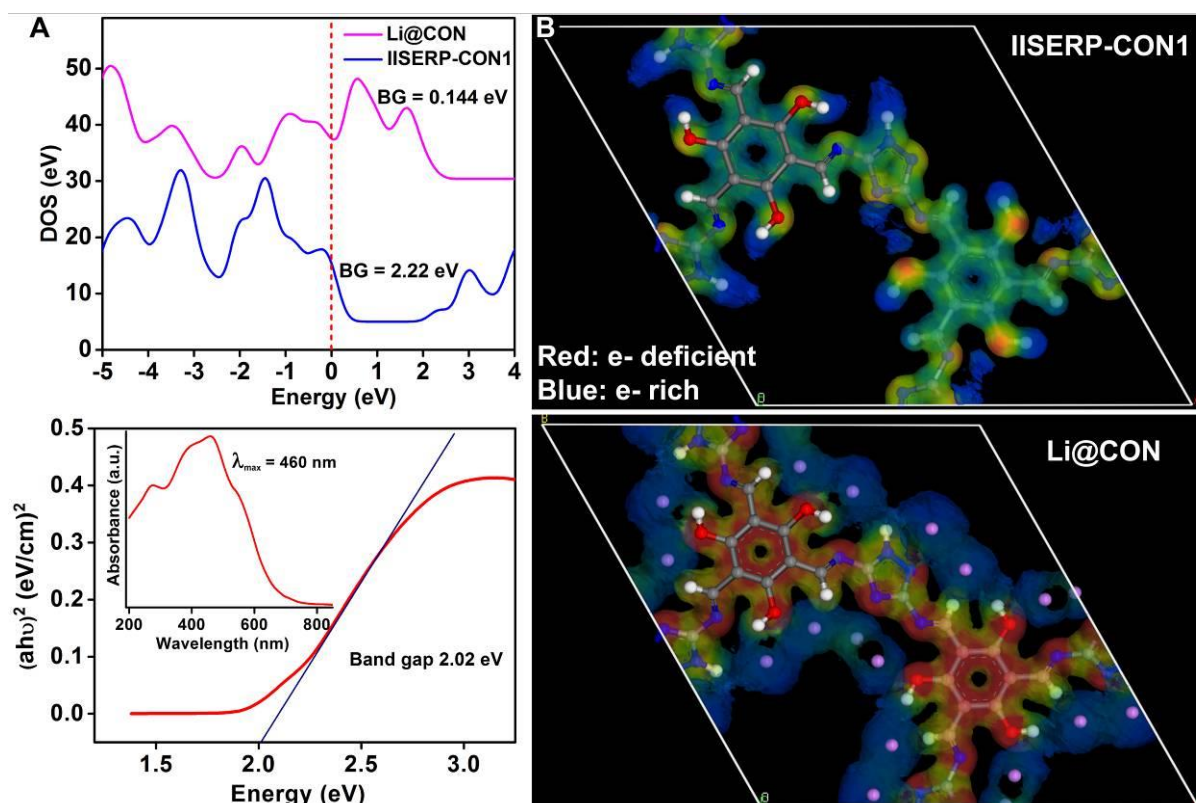 A
Li@CON
IISERP-CON1
BG = 0.144 eV
BG = 2.22 eV
DOS (eV)
50
40
30
20
10
0
-5 -4 -3 -2 -1 0 1 2 3 4
Energy (eV)
B
IISERP-CON1
Red: e- deficient
Blue: e- rich
(ahυ)² (eV/cm)²
0.5
0.4
0.3
0.2
0.1
0.0
1.5 2.0 2.5 3.0
Energy (eV)
Band gap 2.02 eV
λmax = 460 nm
Absorbance (a.u.)
200 400 600 800
Wavelength (nm)
Li@CON